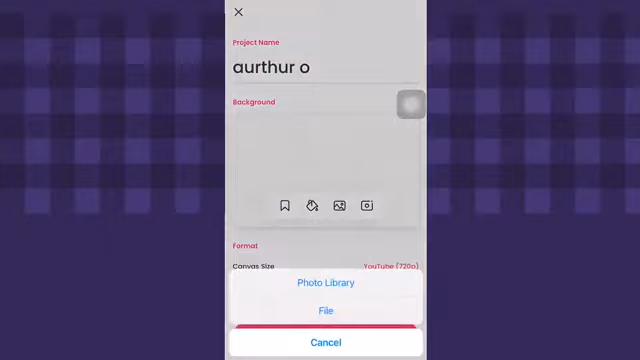 Project Name
aurthur o
Background
Format
Canvas Size YouTube (720p)
Photo Library
File
Cancel